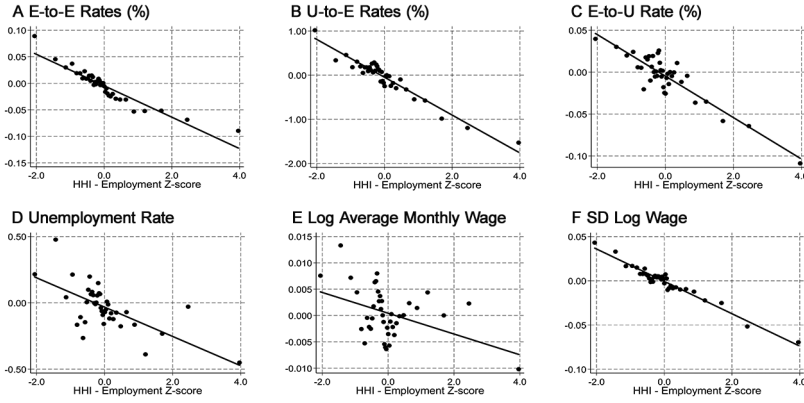 A E-to-E Rates (%)
0.10
0.05
0.00
-0.05
-0.10
-0.15
-2.0 0.0 2.0 4.0
HHI - Employment Z-score
B U-to-E Rates (%)
1.00
0.00
-1.00
-2.00
-2.0 0.0 2.0 4.0
HHI - Employment Z-score
C E-to-U Rate (%)
0.05
0.00
-0.05
-0.10
-2.0 0.0 2.0 4.0
HHI - Employment Z-score
D Unemployment Rate
0.50
0.00
-0.50
-2.0 0.0 2.0 4.0
HHI - Employment Z-score
E Log Average Monthly Wage
0.015
0.010
0.005
0.000
-0.005
-0.010
-2.0 0.0 2.0 4.0
HHI - Employment Z-score
F SD Log Wage
0.05
0.00
-0.05
-0.10
-2.0 0.0 2.0 4.0
HHI - Employment Z-score